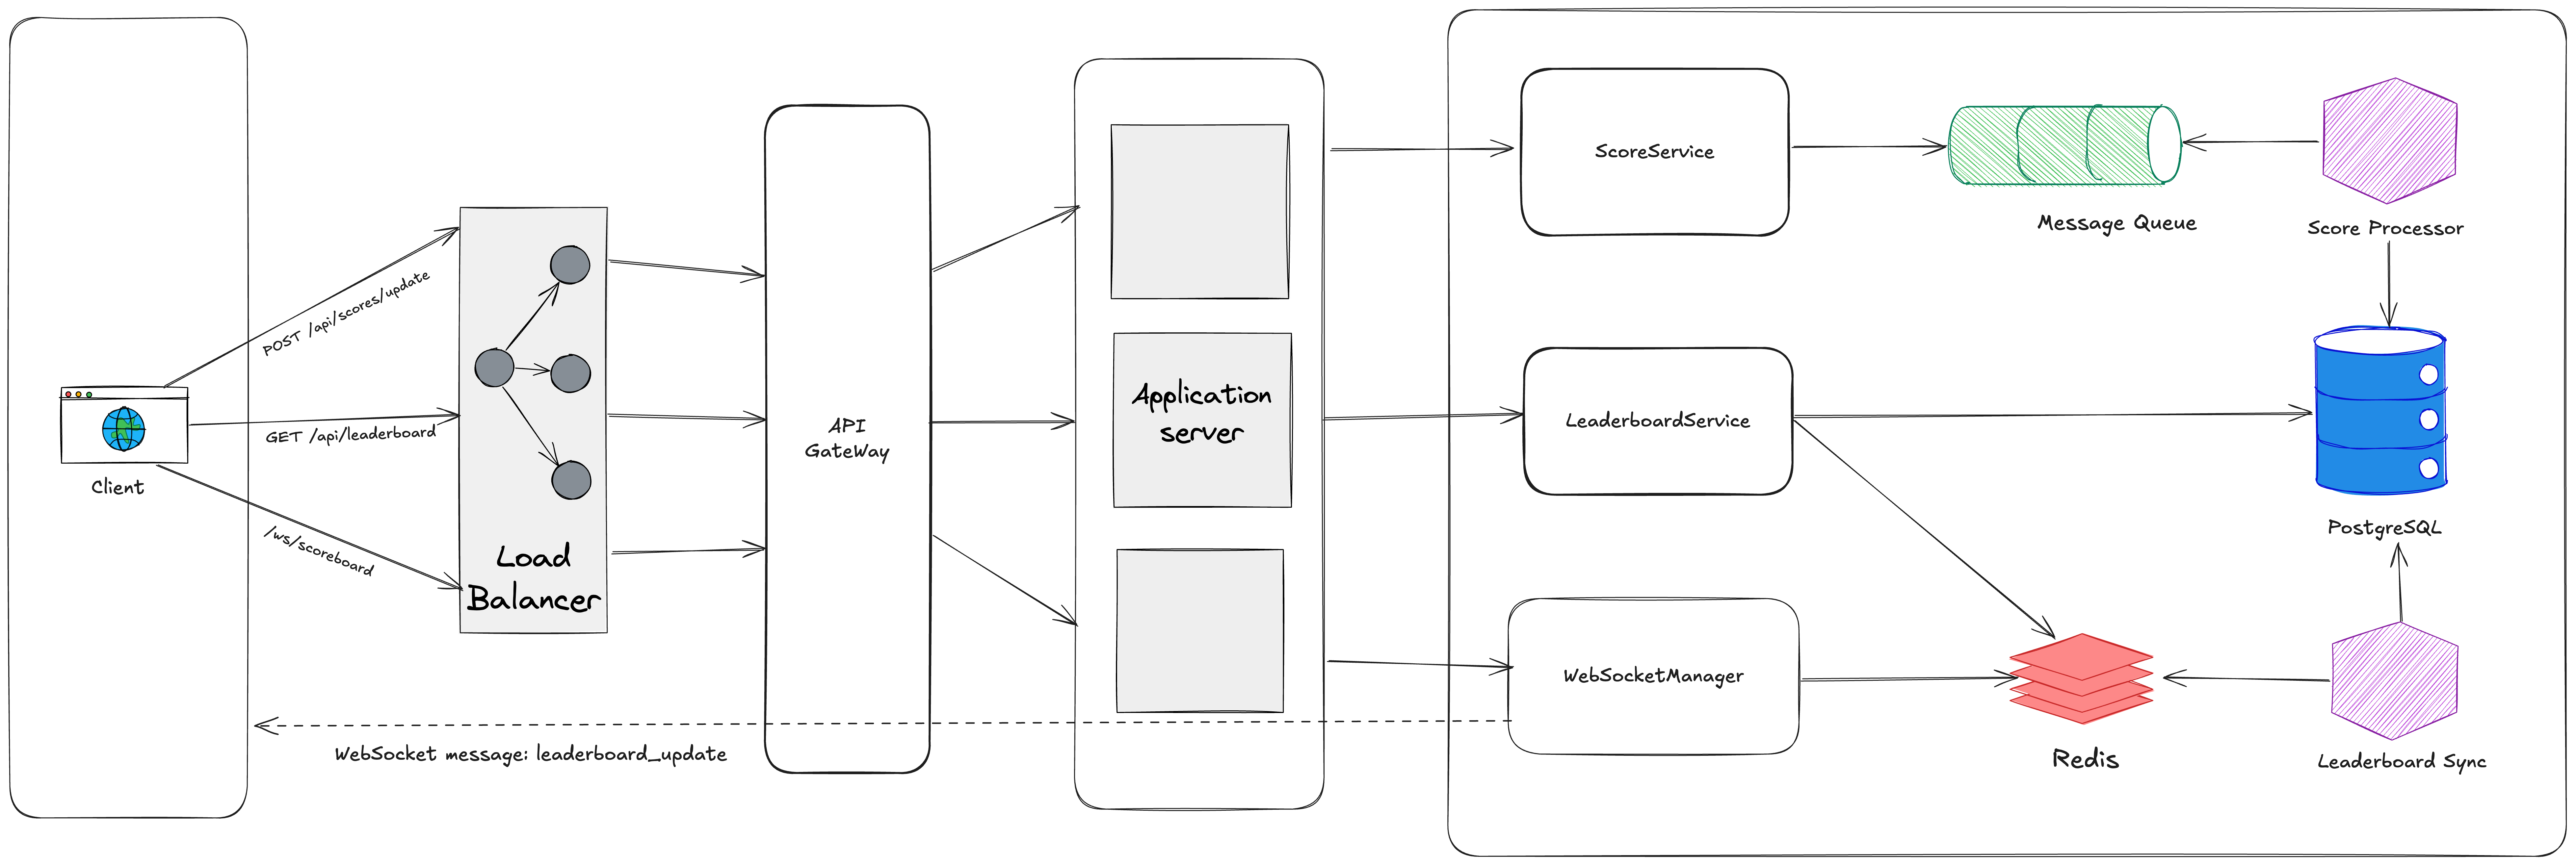 Client
POST /api/scores/update
GET /api/leaderboard
/ws/scoreboard
Load
Balancer
API
GateWay
Application
server
ScoreService
LeaderboardService
WebSocketManager
Message Queue
Score Processor
PostgreSQL
Redis
Leaderboard Sync
WebSocket message: leaderboard_update